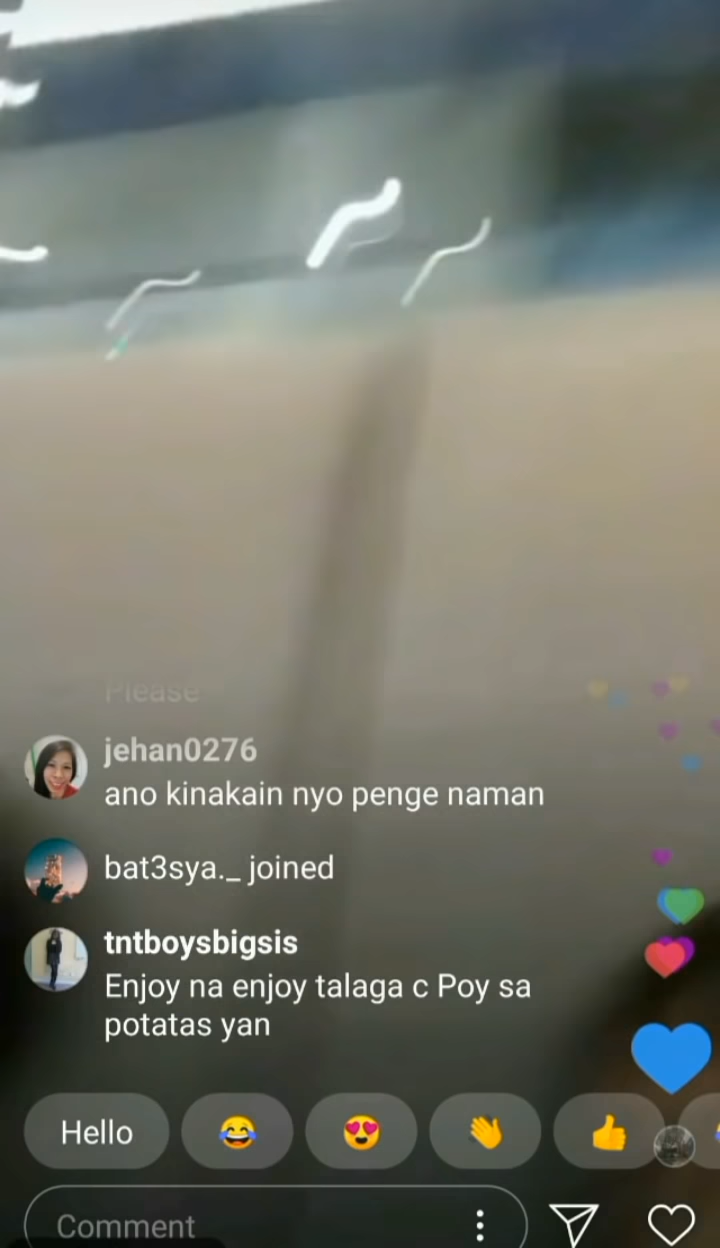 Please
jehan0276
ano kinakain nyo penge naman
bat3sya._ joined
tntboysbigsis
Enjoy na enjoy talaga c Poy sa
potatas yan
Hello
Comment